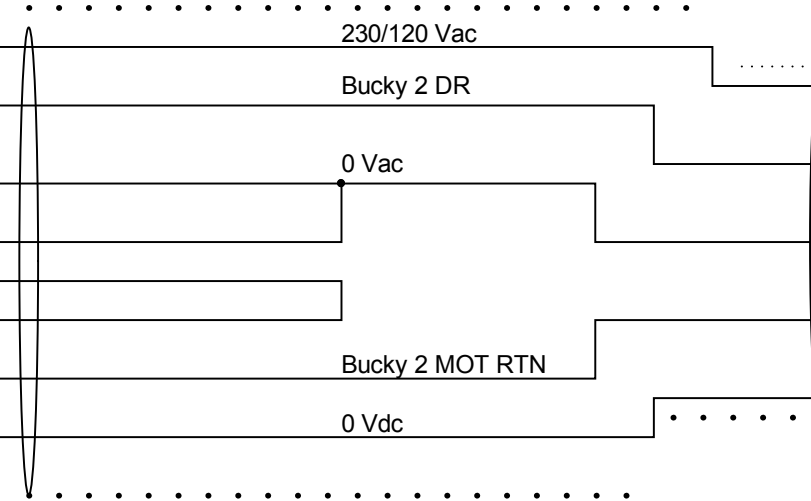 230/120 Vac
Bucky 2 DR
0 Vac
Bucky 2 MOT RTN
0 Vdc